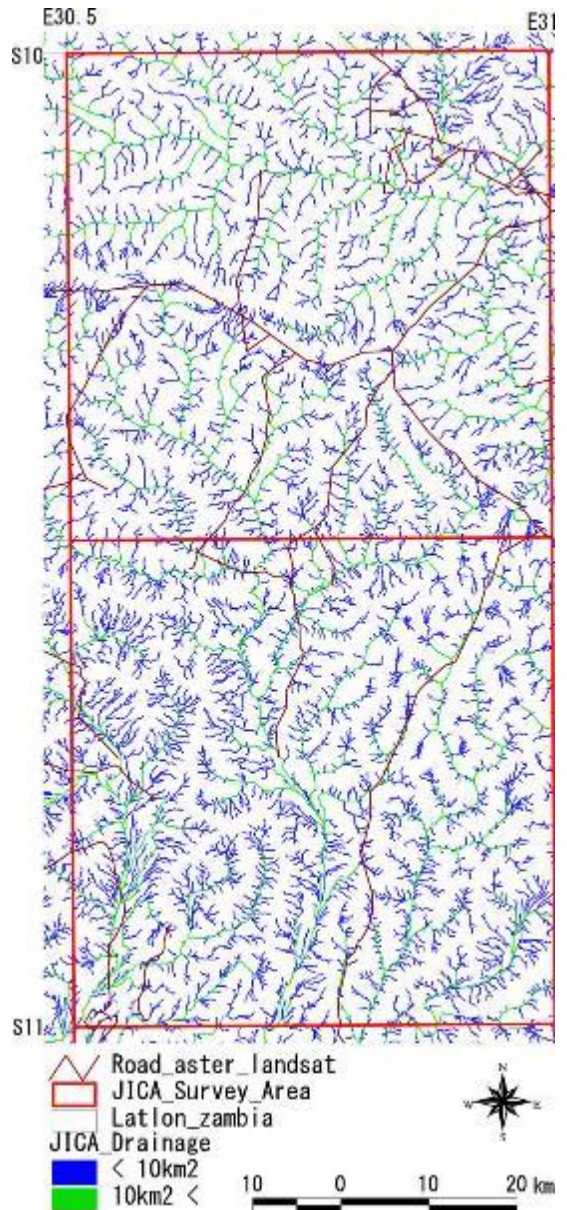 E30.5 E31
S10
S11
Road_aster_landsat
JICA_Survey_Area
Latlon_zambia
JICA_Drainage
< 10km2
10km2 <
N
W E
S
10 0 10 20 km